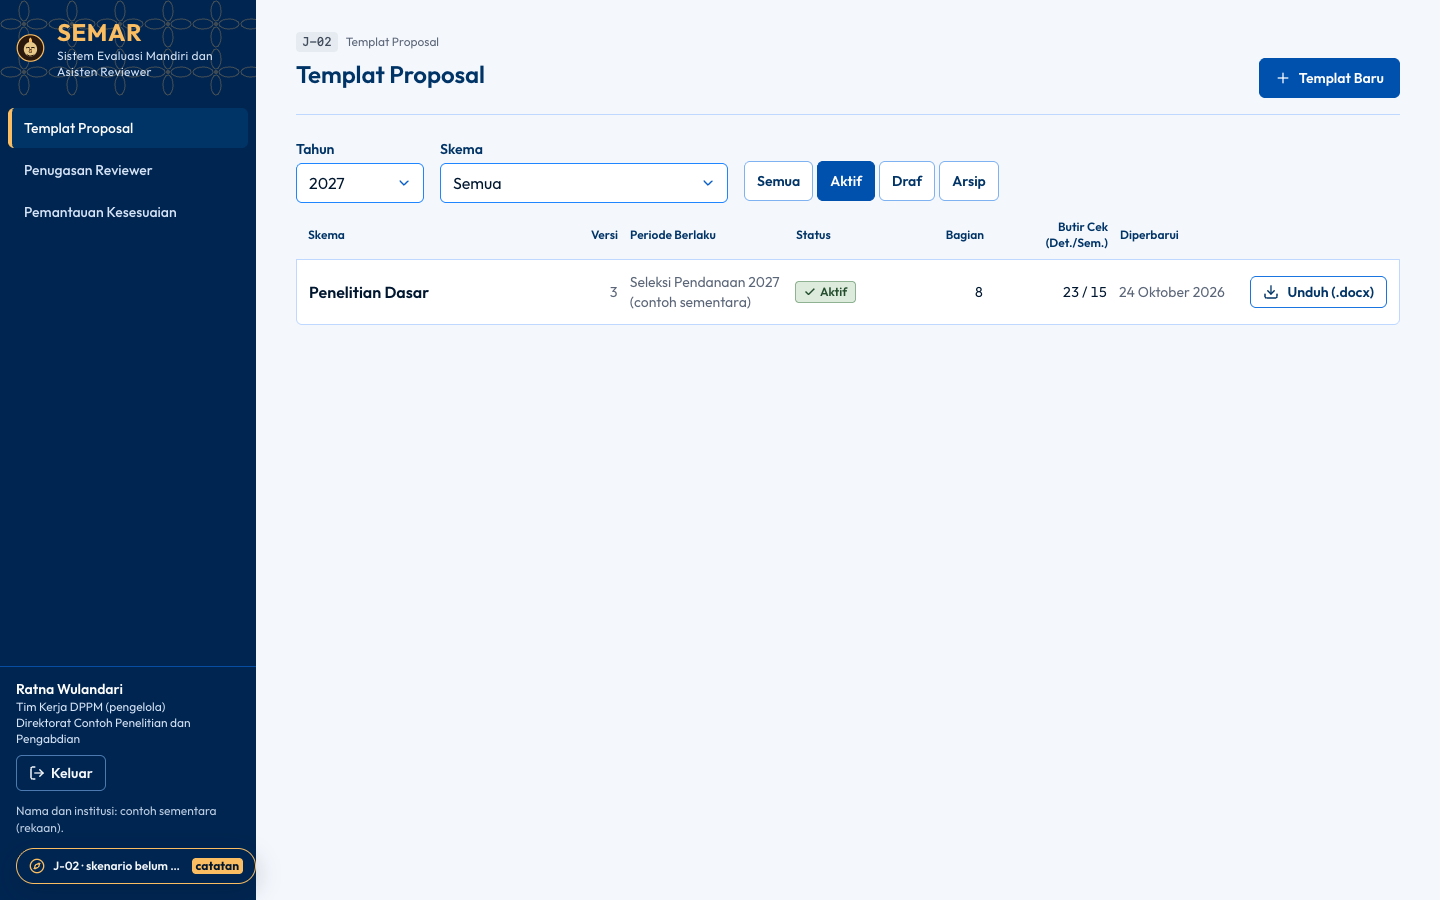 SEMAR
Sistem Evaluasi Mandiri dan
Asisten Reviewer
Templat Proposal
Penugasan Reviewer
Pemantauan Kesesuaian
Ratna Wulandari
Tim Kerja DPPM (pengelola)
Direktorat Contoh Penelitian dan
Pengabdian
Keluar
Nama dan institusi: contoh sementara
(rekaan).
J-02 · skenario belum ... catatan
J-02 Templat Proposal
Templat Proposal
Templat Baru
Tahun Skema
2027 Semua Semua Aktif Draf Arsip
Skema Versi Periode Berlaku Status Bagian Butir Cek
(Det./Sem.) Diperbarui
Penelitian Dasar 3 Seleksi Pendanaan 2027
(contoh sementara) Aktif 8 23 / 15 24 Oktober 2026 Unduh (.docx)